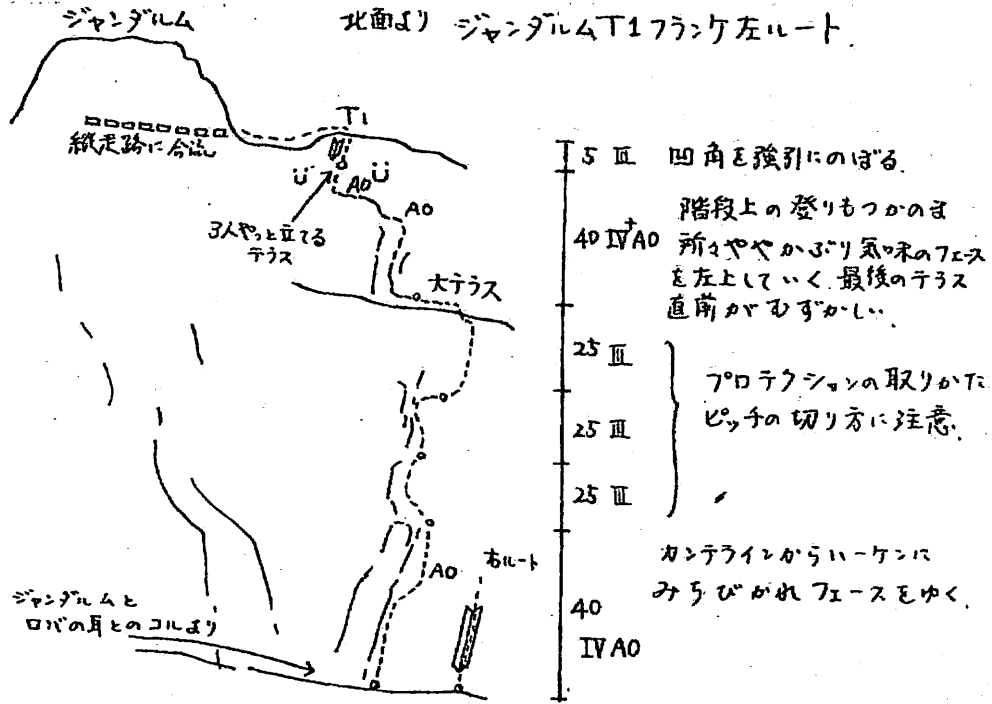 ジャンダルム
北面より ジャンダルムT1フランケ左ルート.
T1
縦走路に合流
A0
A0
3人やっと立てる
テラス
大テラス
5 Ⅲ 凹角を強引にのぼる.
40 Ⅳ+A0 階段上の登りもつかのま
所々ややかぶり気味のフェース
を左上していく. 最後のテラス
直前がむずかしい.
25 Ⅲ
25 Ⅲ
25 Ⅲ
プロテクションの取りかた
ピッチの切り方に注意.
A0
右ルート
ジャンダルムと
ロバの耳とのコルより
40
ⅣA0
カンテラインからハーケンに
みちびかれフェースをゆく.